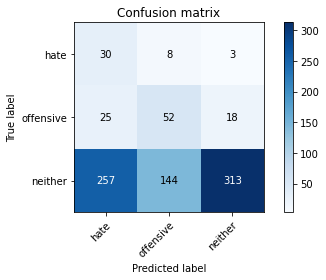 Confusion matrix
True label
hate
30 8 3
offensive
25 52 18
neither
257 144 313
hate
offensive
neither
Predicted label
300
250
200
150
100
50